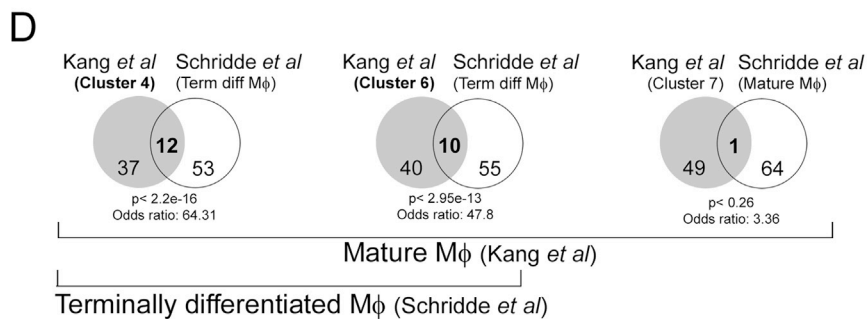 D
Kang et al Schridde et al
(Cluster 4) (Term diff Mϕ)
12
37 53
p< 2.2e-16
Odds ratio: 64.31
Kang et al Schridde et al
(Cluster 6) (Term diff Mϕ)
10
40 55
p< 2.95e-13
Odds ratio: 47.8
Kang et al Schridde et al
(Cluster 7) (Mature Mϕ)
1
49 64
p< 0.26
Odds ratio: 3.36
Mature Mϕ (Kang et al)
Terminally differentiated Mϕ (Schridde et al)